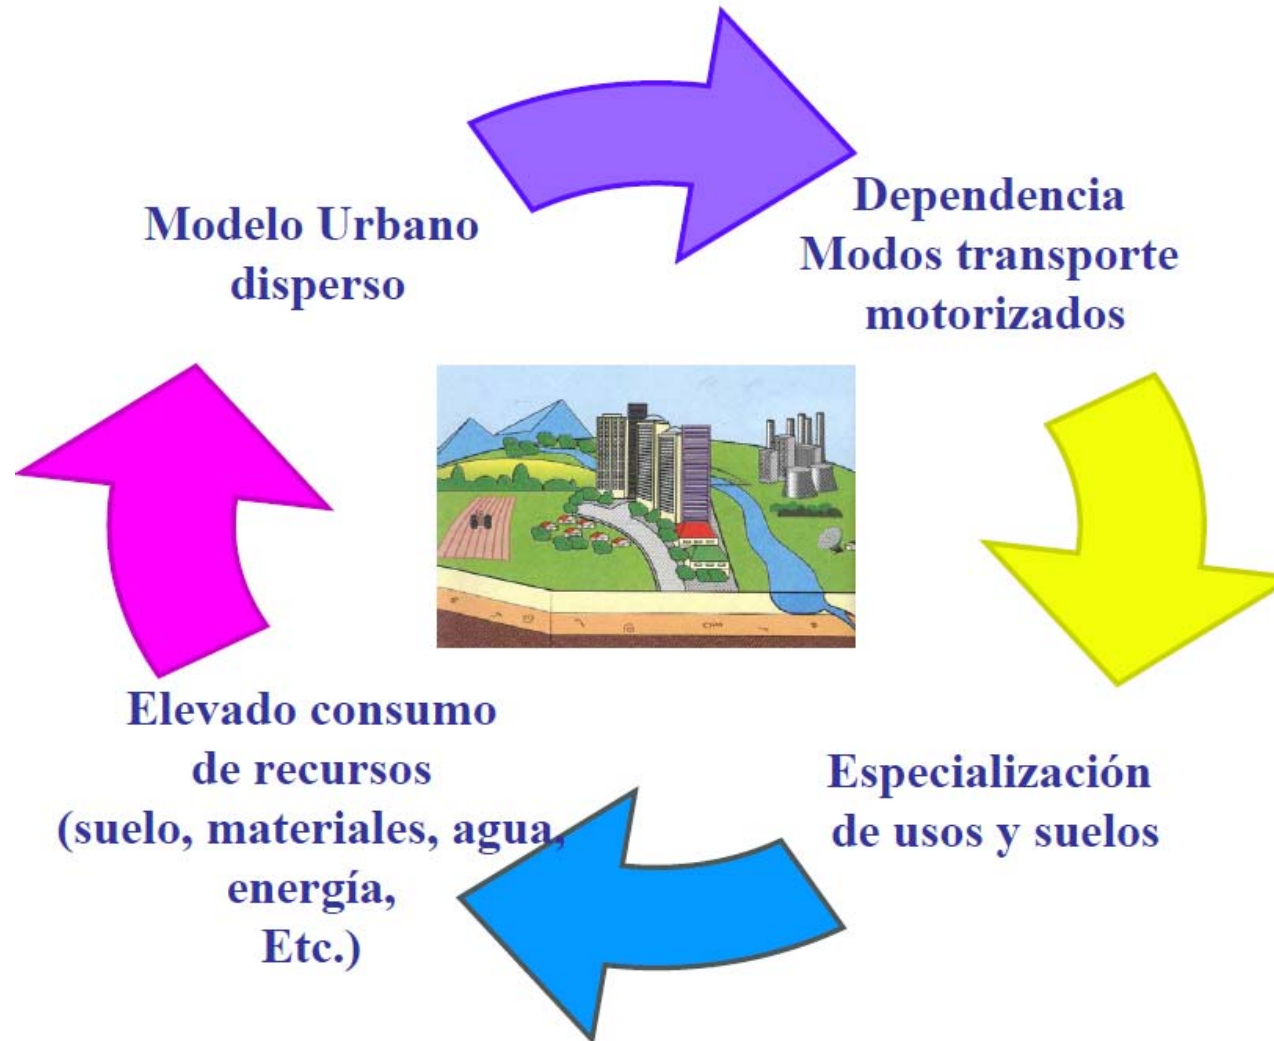 Modelo Urbano
disperso
Dependencia
Modos transporte
motorizados
Especialización
de usos y suelos
Elevado consumo
de recursos
(suelo, materiales, agua,
energía,
Etc.)